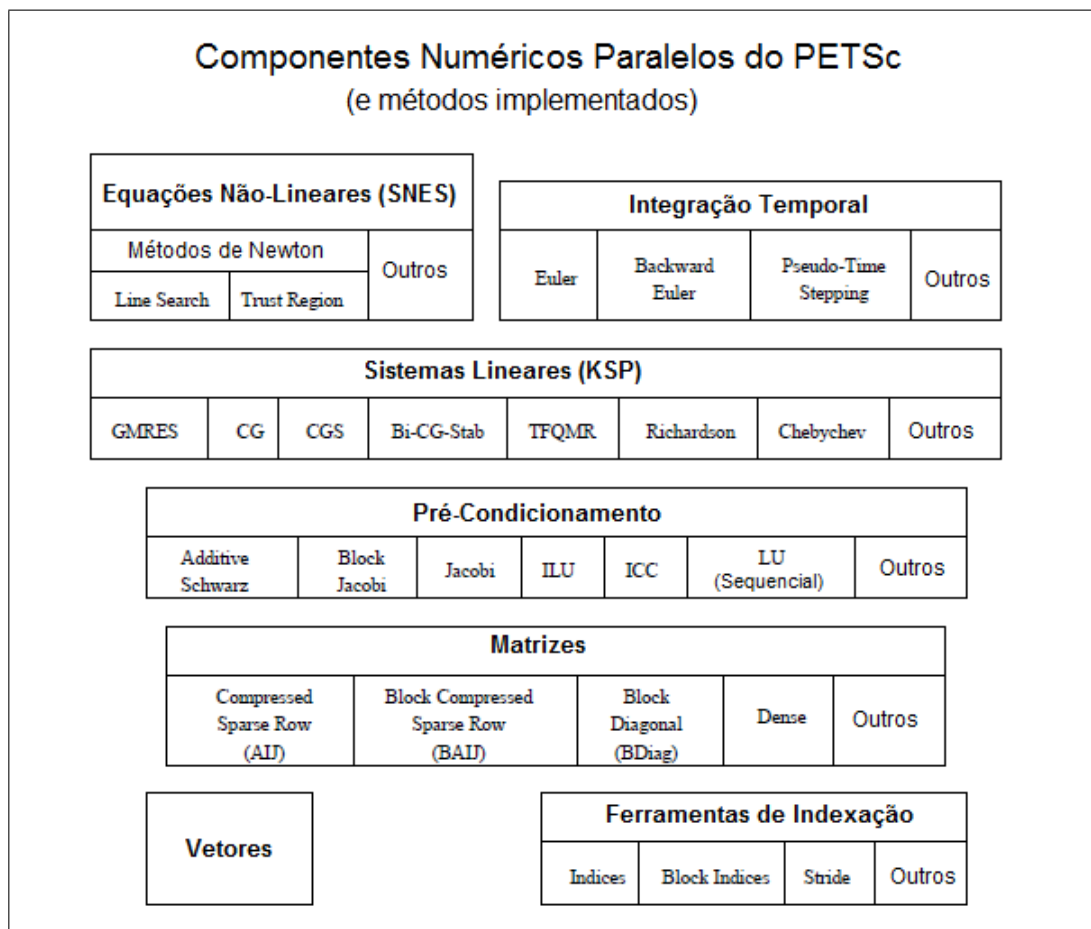 Componentes Numéricos Paralelos do PETSc
(e métodos implementados)
Equações Não-Lineares (SNES)
Métodos de Newton
Line Search
Trust Region
Outros
Integração Temporal
Euler
Backward
Euler
Pseudo-Time
Stepping
Outros
Sistemas Lineares (KSP)
GMRES
CG
CGS
Bi-CG-Stab
TFQMR
Richardson
Chebychev
Outros
Pré-Condicionamento
Additive
Schwarz
Block
Jacobi
Jacobi
ILU
ICC
LU
(Sequencial)
Outros
Matrizes
Compressed
Sparse Row
(AIJ)
Block Compressed
Sparse Row
(BAIJ)
Block
Diagonal
(BDiag)
Dense
Outros
Vetores
Ferramentas de Indexação
Indices
Block Indices
Stride
Outros